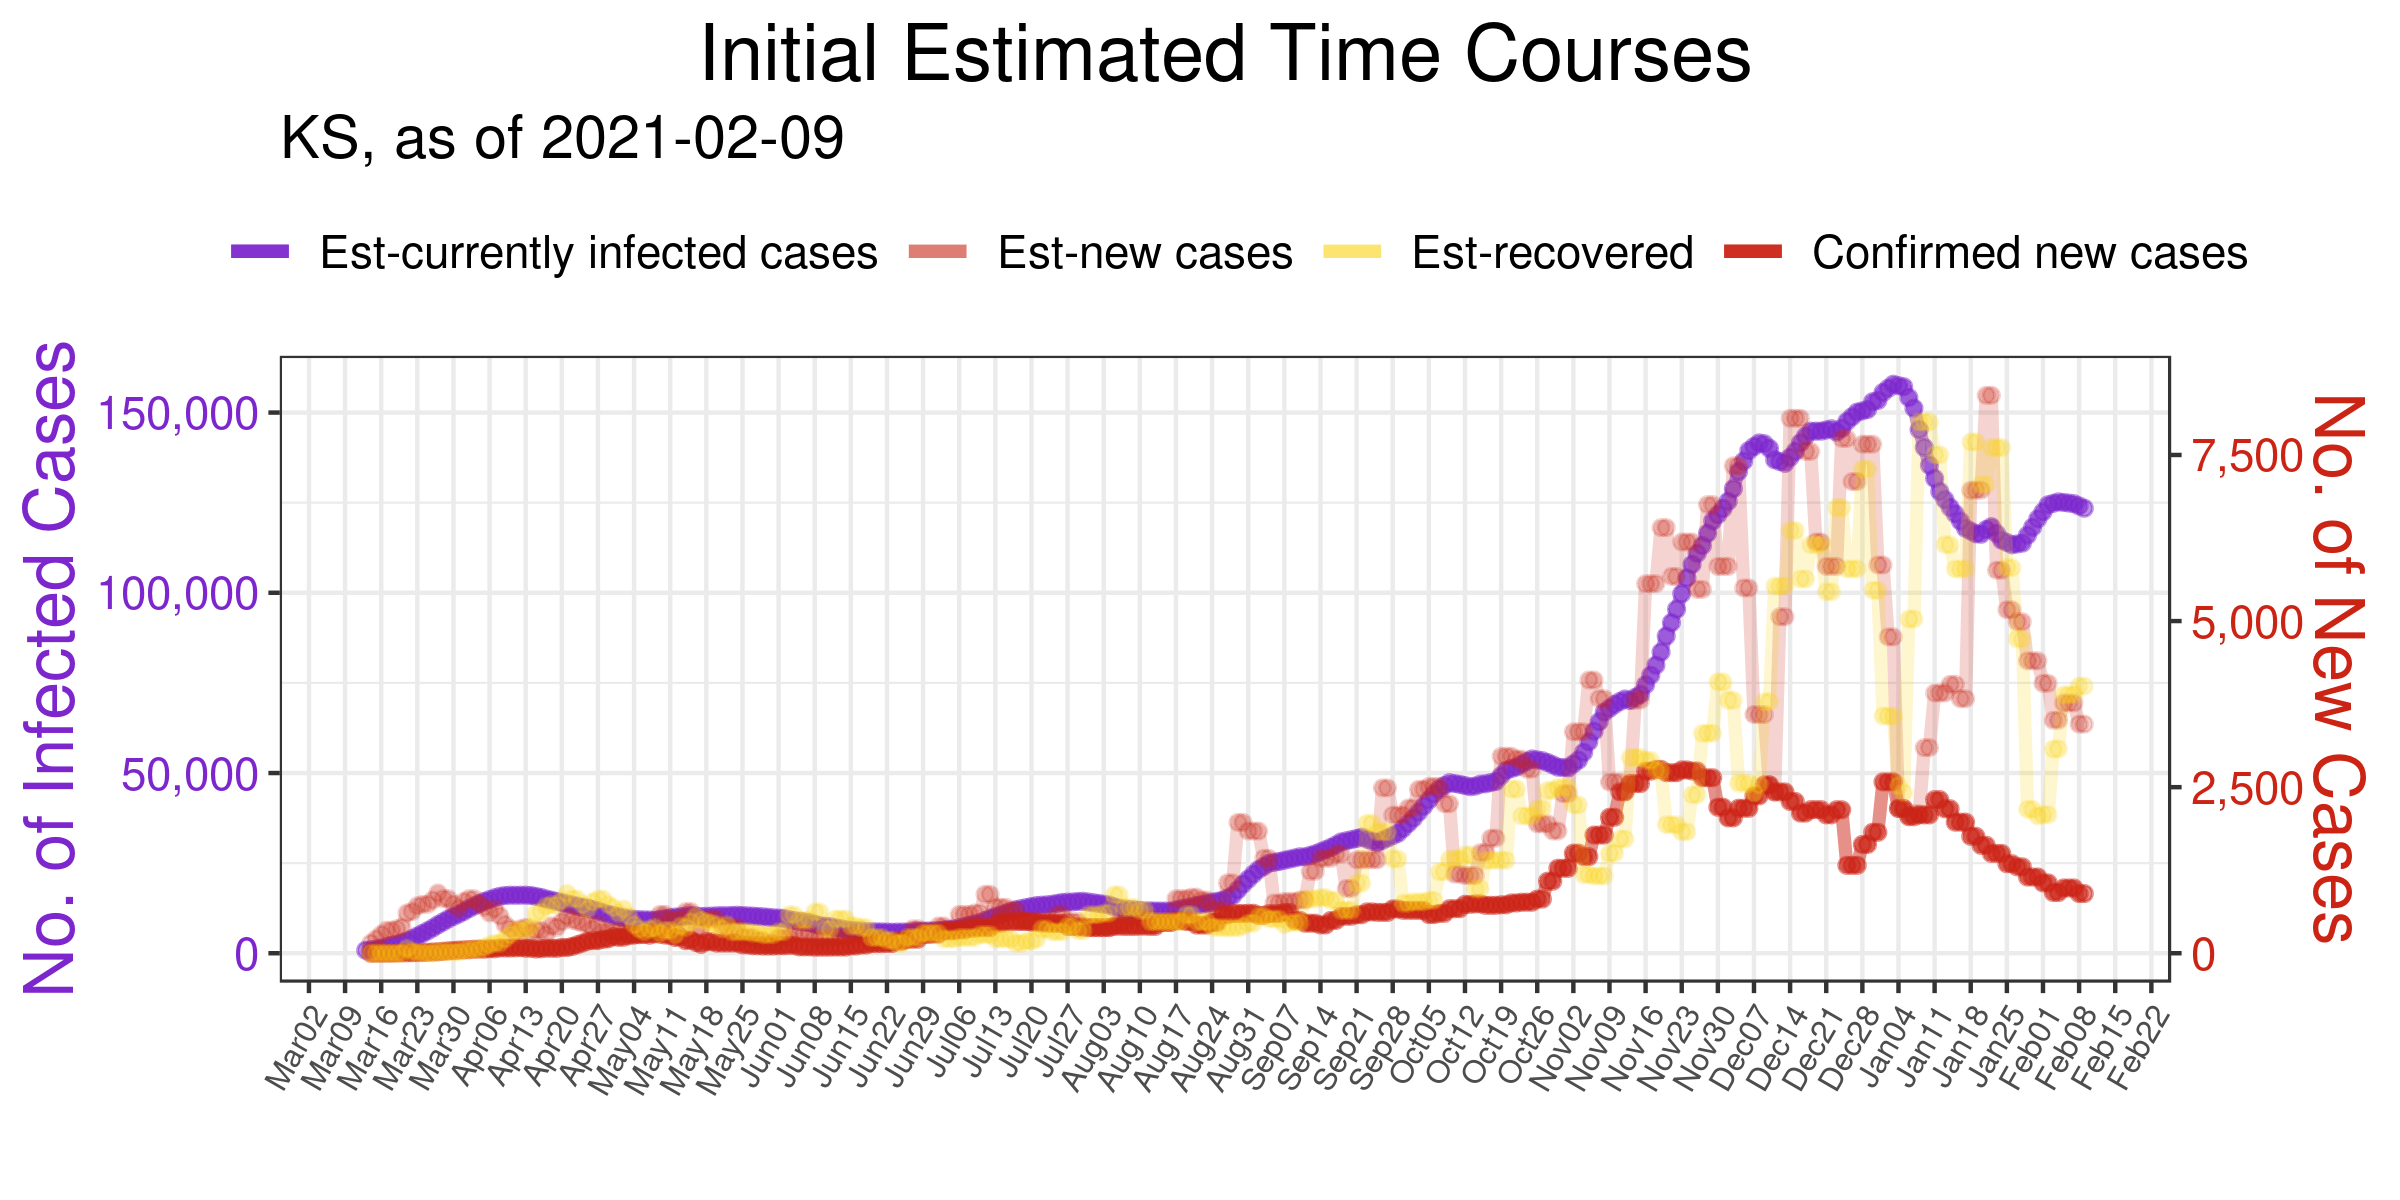 Initial Estimated Time Courses
KS, as of 2021-02-09
Est-currently infected cases Est-new cases Est-recovered Confirmed new cases
No. of Infected Cases
150,000
100,000
50,000
0
7,500
5,000
2,500
0
No. of New Cases
Mar02 Mar09 Mar16 Mar23 Mar30 Apr06 Apr13 Apr20 Apr27 May04 May11 May18 May25 Jun01 Jun08 Jun15 Jun22 Jun29 Jul06 Jul13 Jul20 Jul27 Aug03 Aug10 Aug17 Aug24 Aug31 Sep07 Sep14 Sep21 Sep28 Oct05 Oct12 Oct19 Oct26 Nov02 Nov09 Nov16 Nov23 Nov30 Dec07 Dec14 Dec21 Dec28 Jan04 Jan11 Jan18 Jan25 Feb01 Feb08 Feb15 Feb22